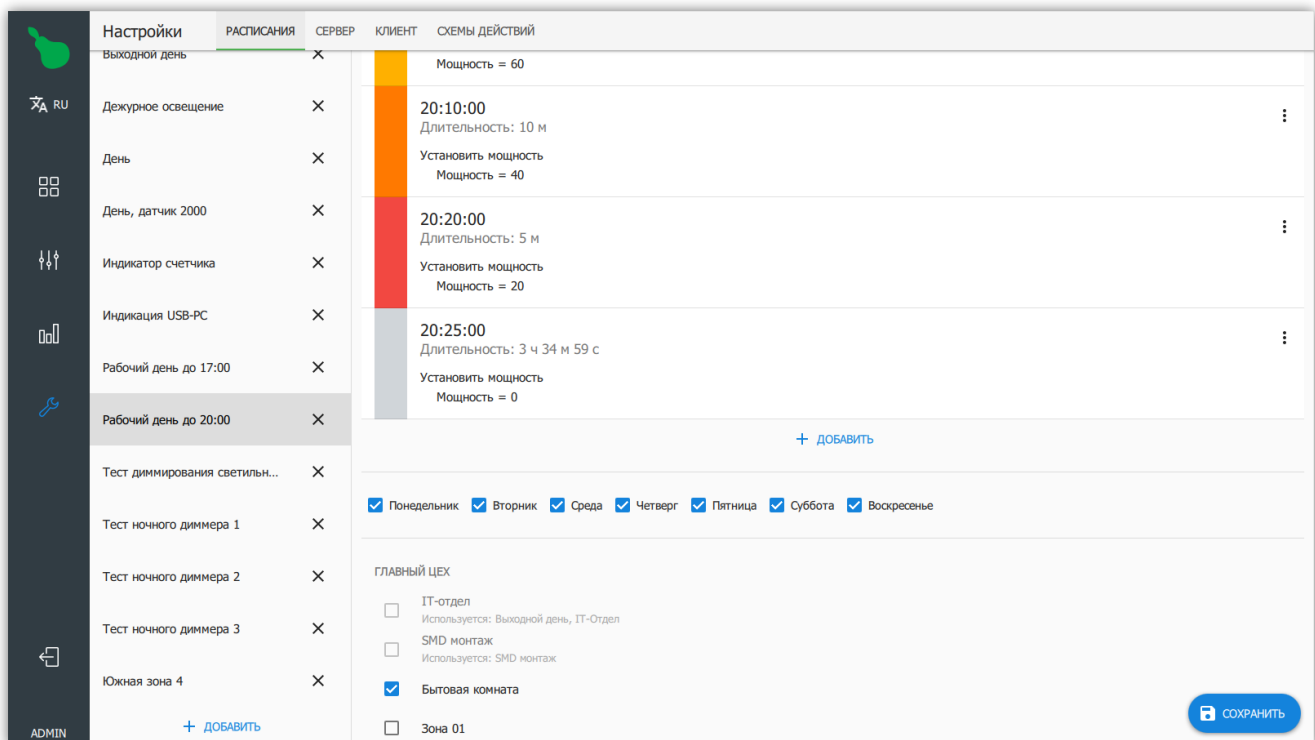 Настройки
РАСПИСАНИЯ
СЕРВЕР
КЛИЕНТ
СХЕМЫ ДЕЙСТВИЙ
RU
ADMIN
Выходной день
Дежурное освещение
День
День, датчик 2000
Индикатор счетчика
Индикация USB-PC
Рабочий день до 17:00
Рабочий день до 20:00
Тест диммирования светильн...
Тест ночного диммера 1
Тест ночного диммера 2
Тест ночного диммера 3
Южная зона 4
ДОБАВИТЬ
Мощность = 60
20:10:00
Длительность: 10 м
Установить мощность
Мощность = 40
20:20:00
Длительность: 5 м
Установить мощность
Мощность = 20
20:25:00
Длительность: 3 ч 34 м 59 с
Установить мощность
Мощность = 0
ДОБАВИТЬ
Понедельник Вторник Среда Четверг Пятница Суббота Воскресенье
ГЛАВНЫЙ ЦЕХ
IT-отдел
Используется: Выходной день, IT-Отдел
SMD монтаж
Используется: SMD монтаж
Бытовая комната
Зона 01
СОХРАНИТЬ